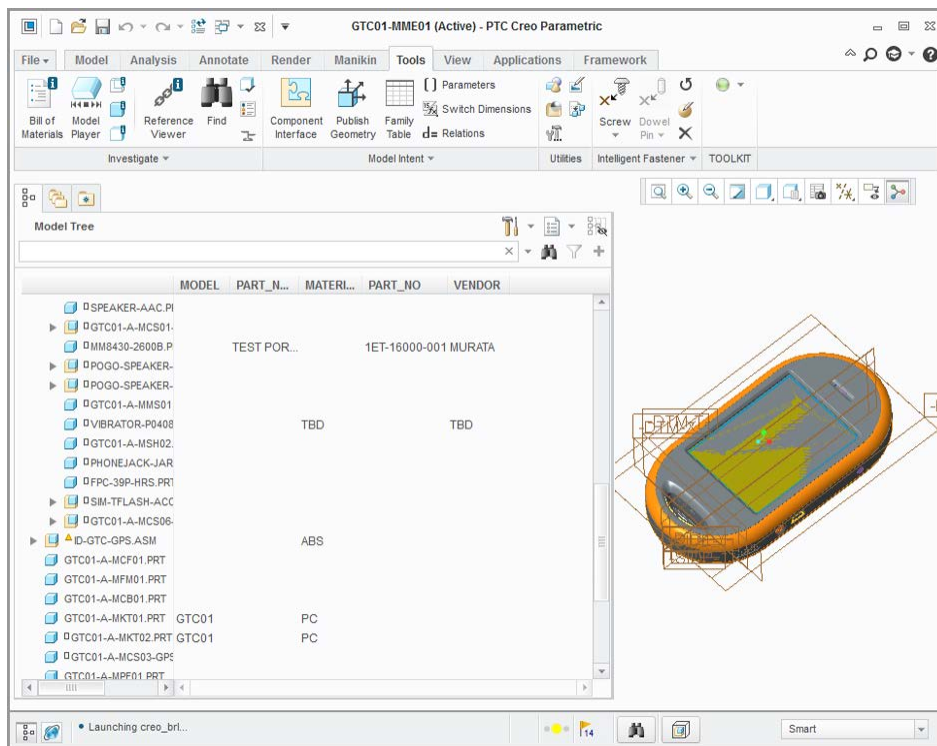 GTC01-MME01 (Active) - PTC Creo Parametric
File Model Analysis Annotate Render Manikin Tools View Applications Framework
Bill of Materials
Model Player
Reference Viewer
Find
Component Interface
Publish Geometry
Family Table
Parameters
Switch Dimensions
d= Relations
Screw
Dowel Pin
Investigate Model Intent Utilities Intelligent Fastener TOOLKIT
Model Tree
MODEL PART_N... MATERI... PART_NO VENDOR
SPEAKER-AAC.P
GTC01-A-MCS01-
MM8430-2600B.P TEST POR... 1ET-16000-001 MURATA
POGO-SPEAKER-
POGO-SPEAKER-
GTC01-A-MMS01
VIBRATOR-P0408 TBD TBD
GTC01-A-MSH02.
PHONEJACK-JAR
FPC-39P-HRS.PRT
SIM-TFLASH-ACC
GTC01-A-MCS06-
ID-GTC-GPS.ASM ABS
GTC01-A-MCF01.PRT
GTC01-A-MFM01.PRT
GTC01-A-MCB01.PRT
GTC01-A-MKT01.PRT GTC01 PC
GTC01-A-MKT02.PRT GTC01 PC
GTC01-A-MCS03-GPS
GTC01-A-MPF01.PRT
Launching creo_brl...
14
Smart